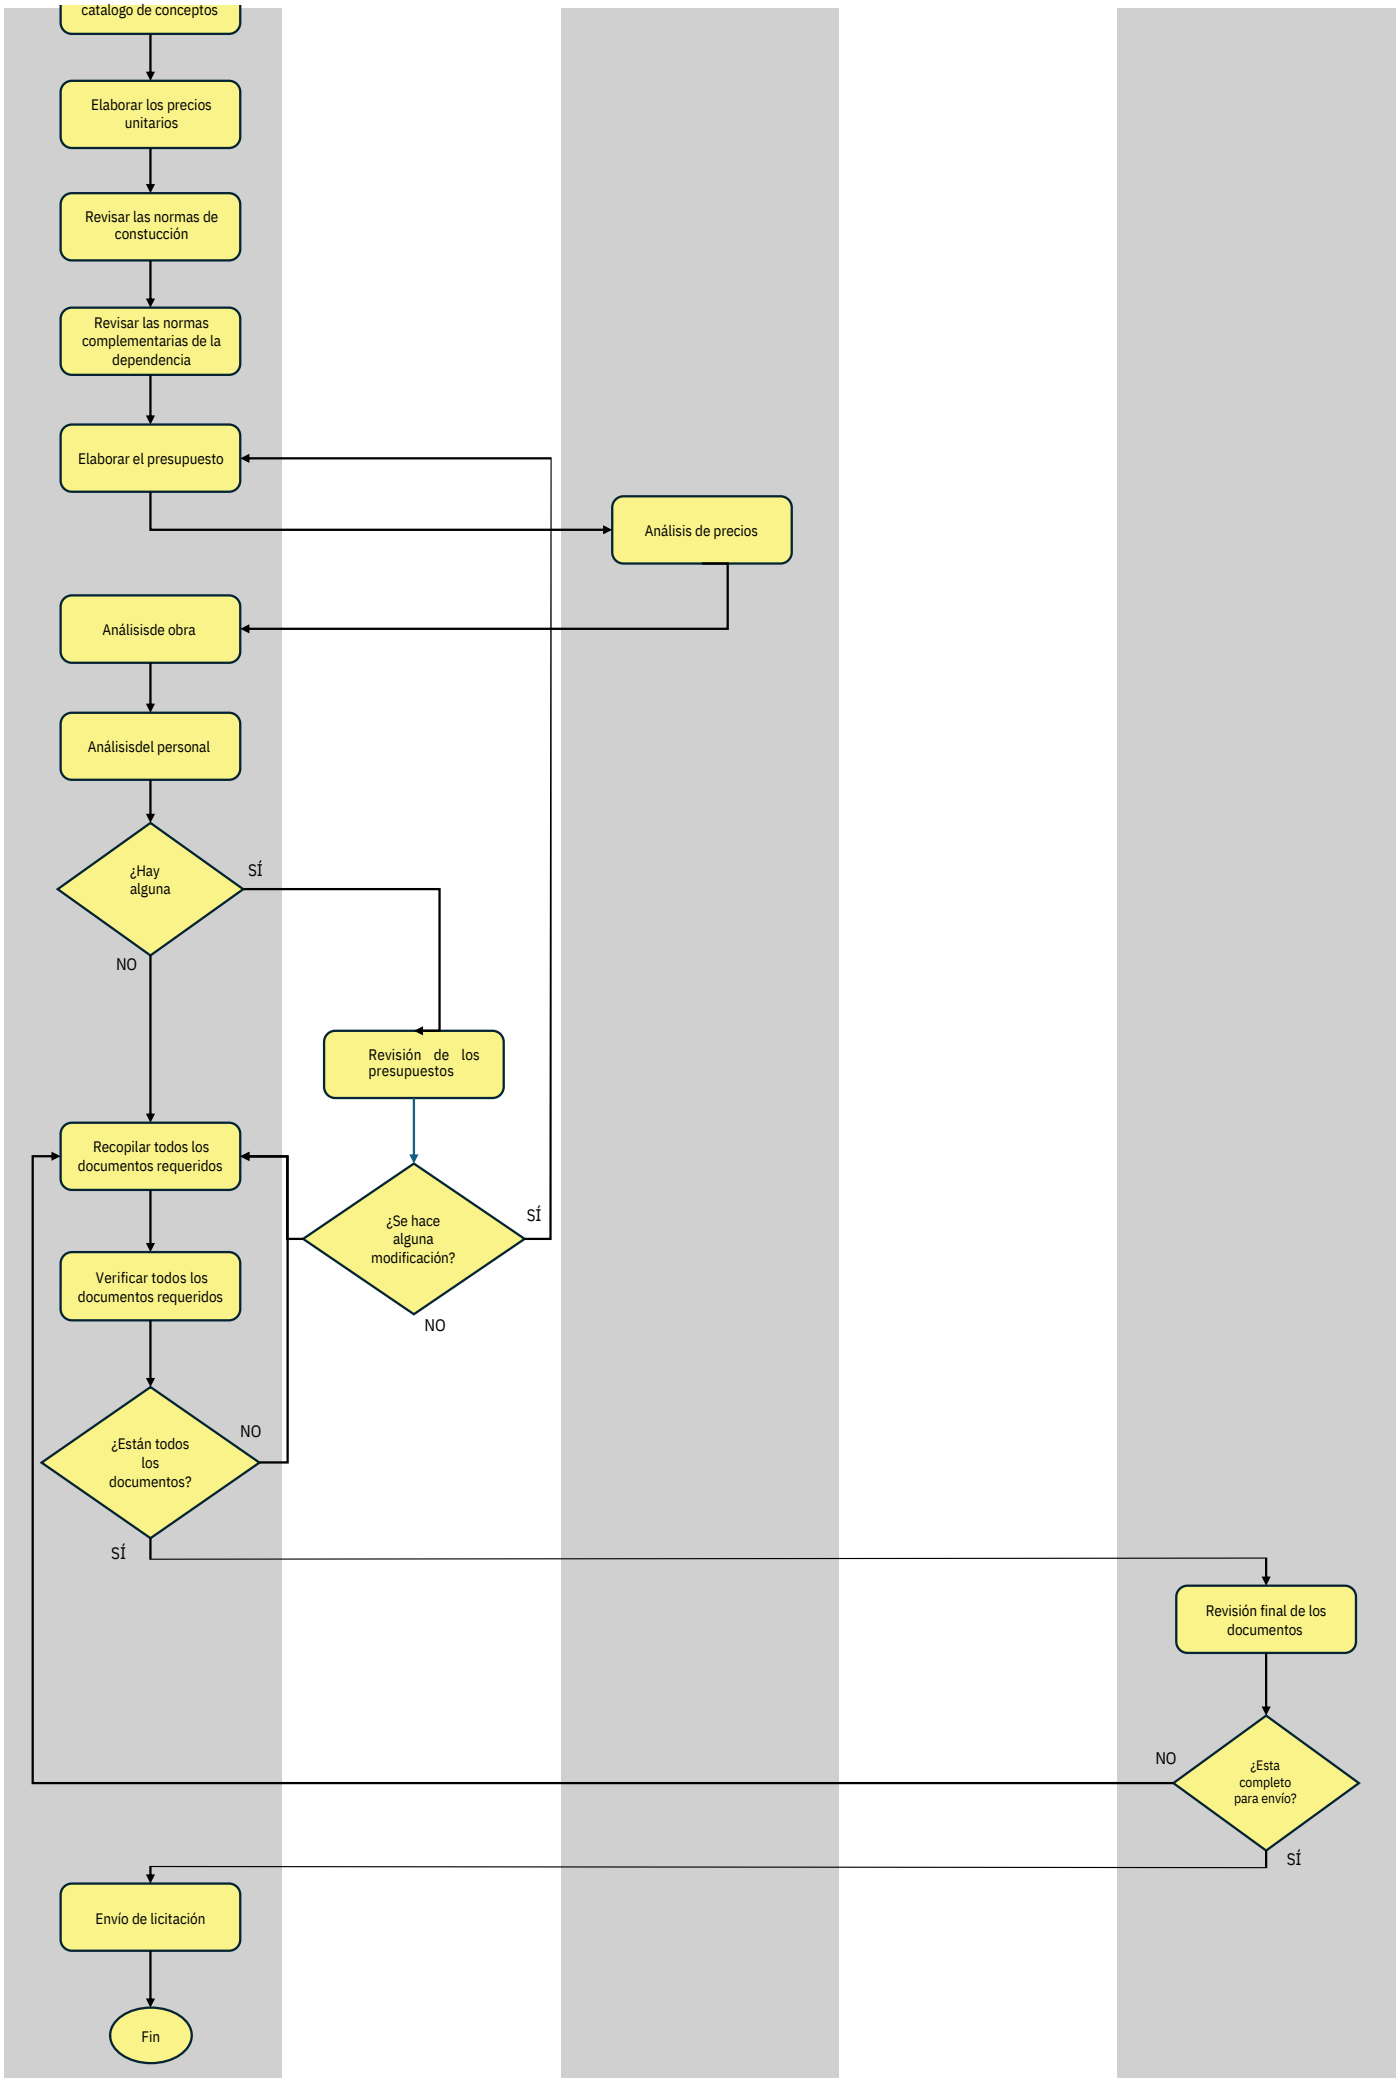 catalogo de conceptos
Elaborar los precios
unitarios
Revisar las normas de
constucción
Revisar las normas
complementarias de la
dependencia
Elaborar el presupuesto
Análisis de precios
Análisisde obra
Análisisdel personal
¿Hay
alguna
SÍ
NO
Revisión de los
presupuestos
Recopilar todos los
documentos requeridos
¿Se hace
alguna
modificación?
SÍ
NO
Verificar todos los
documentos requeridos
¿Están todos
los
documentos?
NO
SÍ
Revisión final de los
documentos
¿Esta
completo
para envío?
NO
SÍ
Envío de licitación
Fin